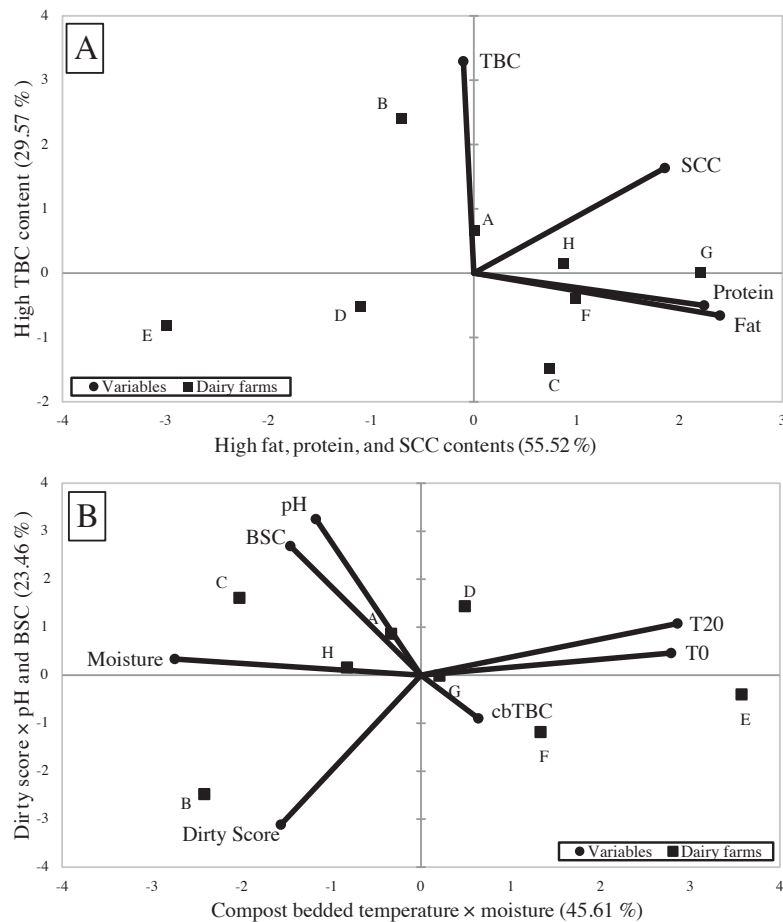 A
4
TBC
3
B
2
SCC
1
A
H
G
0
Protein
F
Fat
D
E
-1
C
Variables Dairy farms
-2
-4 -3 -2 -1 0 1 2 3
High TBC content (29.57 %)
High fat, protein, and SCC contents (55.52 %)
B
4
pH
3
BSC
2
C
D
A
1
T20
Moisture
H
T0
0
G
cbTBC
E
-1
F
-2
B
-3
Dirty Score
Variables Dairy farms
-4
-4 -3 -2 -1 0 1 2 3 4
Dirty score × pH and BSC (23.46 %)
Compost bedded temperature × moisture (45.61 %)